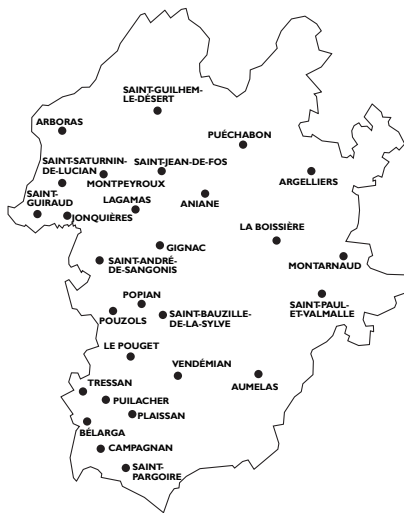 SAINT-GUILHEM-
LE-DÉSERT
ARBORAS
PUÉCHABON
SAINT-SATURNIN-
DE-LUCIAN
SAINT-JEAN-DE-FOS
MONTPEYROUX
ARGELLIERS
SAINT-
GUIRAUD
LAGAMAS
ANIANE
JONQUIÈRES
LA BOISSIÈRE
GIGNAC
SAINT-ANDRÉ-
DE-SANGONIS
MONTARNAUD
POPIAN
SAINT-PAUL-
ET-VALMALLE
POUZOLS
SAINT-BAUZILLE-
DE-LA-SYLVE
LE POUGET
VENDÉMIAN
TRESSAN
AUMELAS
PUILACHER
PLAISSAN
BÉLARGA
CAMPAGNAN
SAINT-
PARGOIRE